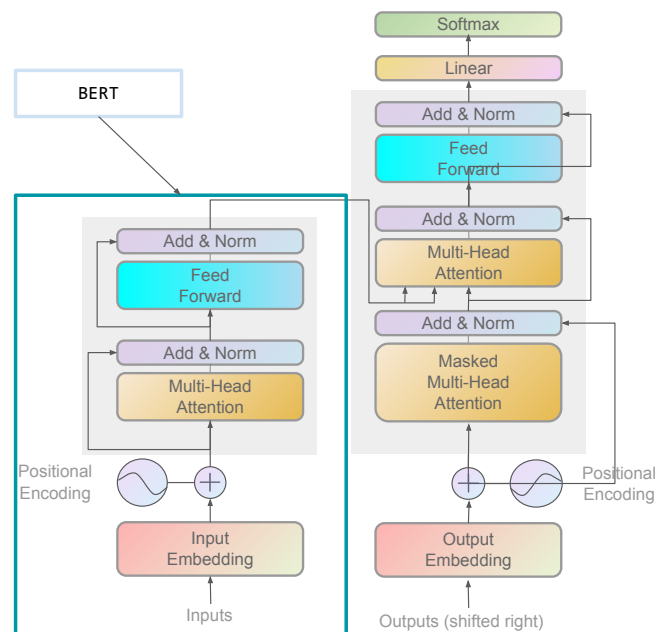 Softmax
Linear
BERT
Add & Norm
Feed
Forward
Add & Norm
Multi-Head
Attention
Add & Norm
Masked
Multi-Head
Attention
Positional
Encoding
Output
Embedding
Outputs (shifted right)
Add & Norm
Feed
Forward
Add & Norm
Multi-Head
Attention
Positional
Encoding
Input
Embedding
Inputs